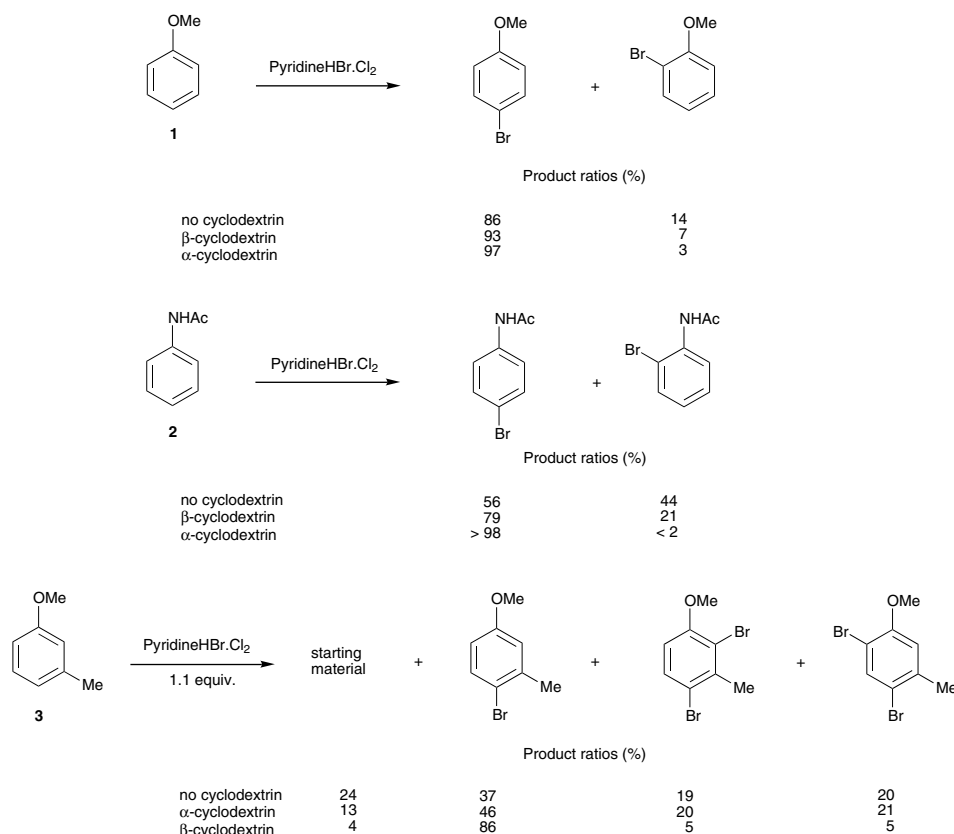 OMe
PyridineHBr.Cl2
1
OMe
Br
+
OMe
Br
Product ratios (%)
no cyclodextrin 86 14
β-cyclodextrin 93 7
α-cyclodextrin 97 3
NHAc
PyridineHBr.Cl2
2
NHAc
Br
+
NHAc
Br
Product ratios (%)
no cyclodextrin 56 44
β-cyclodextrin 79 21
α-cyclodextrin > 98 < 2
OMe
Me
3
PyridineHBr.Cl2
1.1 equiv.
starting
material
+
OMe
Me
Br
+
OMe
Br
Me
Br
+
OMe
Br
Me
Br
Product ratios (%)
no cyclodextrin 24 37 19 20
α-cyclodextrin 13 46 20 21
β-cyclodextrin 4 86 5 5